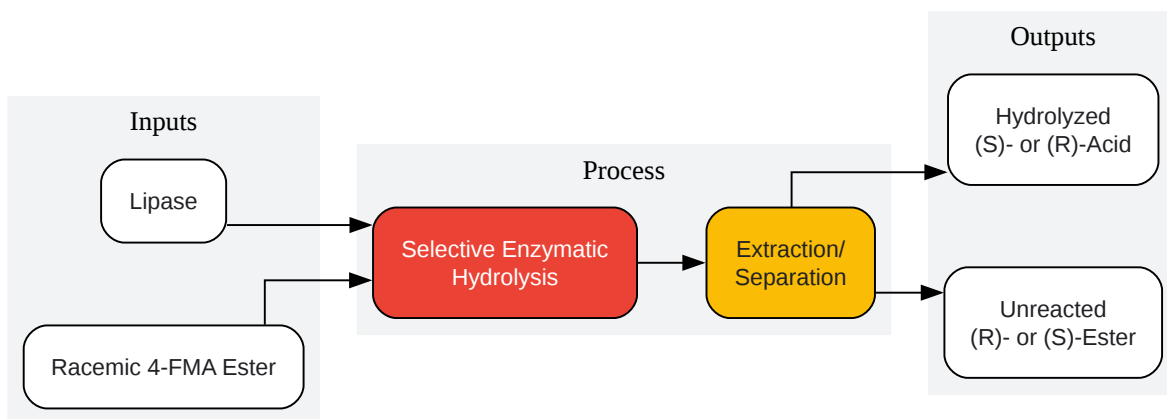 Inputs
Lipase
Racemic 4-FMA Ester
Process
Selective Enzymatic
Hydrolysis
Extraction/
Separation
Outputs
Hydrolyzed
(S)- or (R)-Acid
Unreacted
(R)- or (S)-Ester